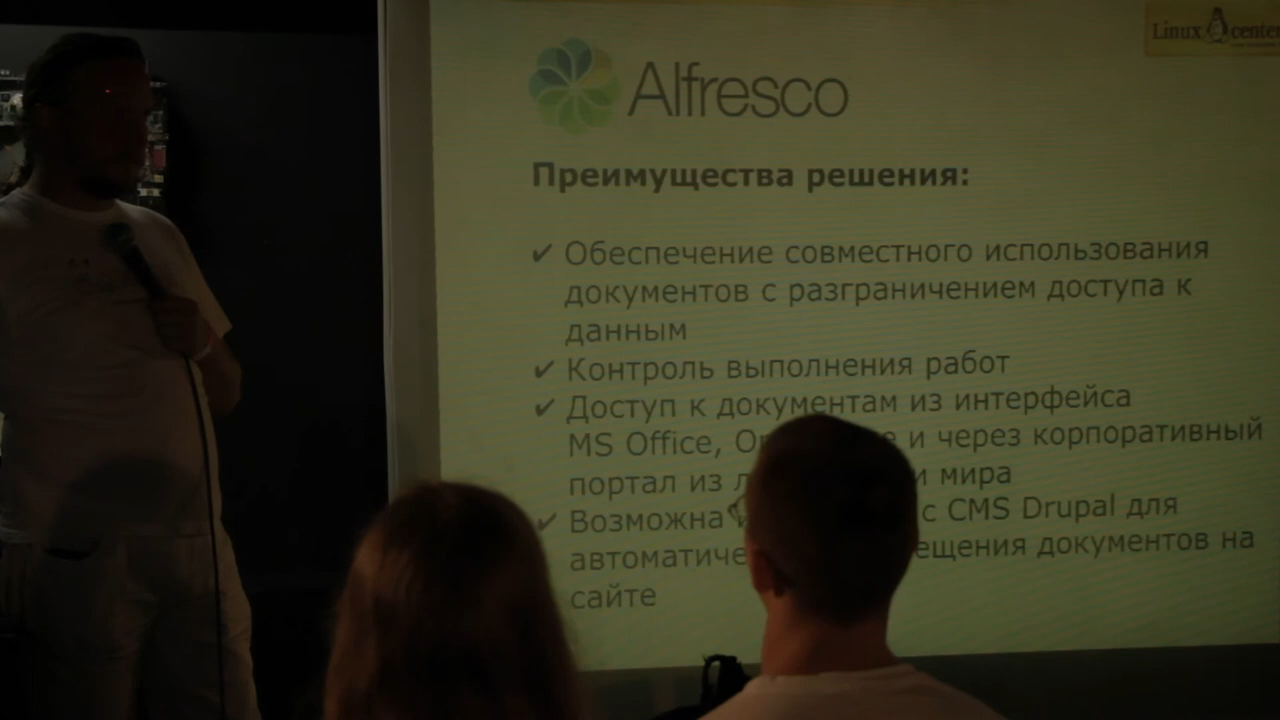 Linux center
Alfresco
Преимущества решения:
✔ Обеспечение совместного использования
документов с разграничением доступа к
данным
✔ Контроль выполнения работ
✔ Доступ к документам из интерфейса
MS Office, и через корпоративный
портал из мира
✔ Возможна с CMS Drupal для
документов на
сайте